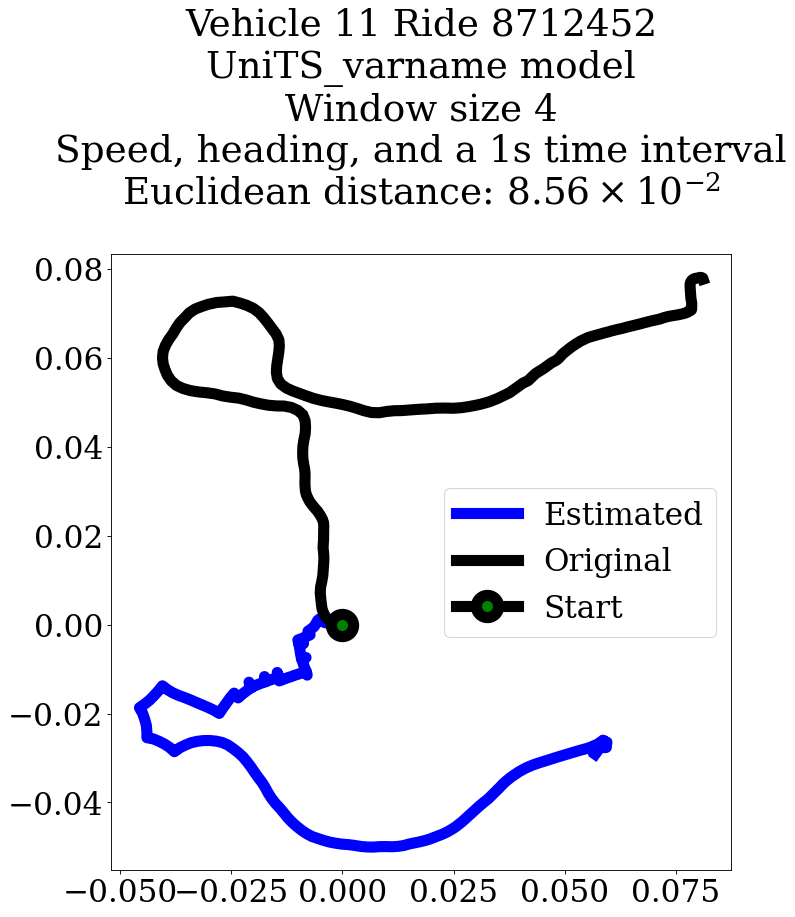 Vehicle 11 Ride 8712452
UniTS_varname model
Window size 4
Speed, heading, and a 1s time interval
Euclidean distance: 8.56 × 10⁻²
0.08
0.06
0.04
0.02
0.00
−0.02
−0.04
Estimated
Original
Start
−0.050 −0.025 0.000 0.025 0.050 0.075